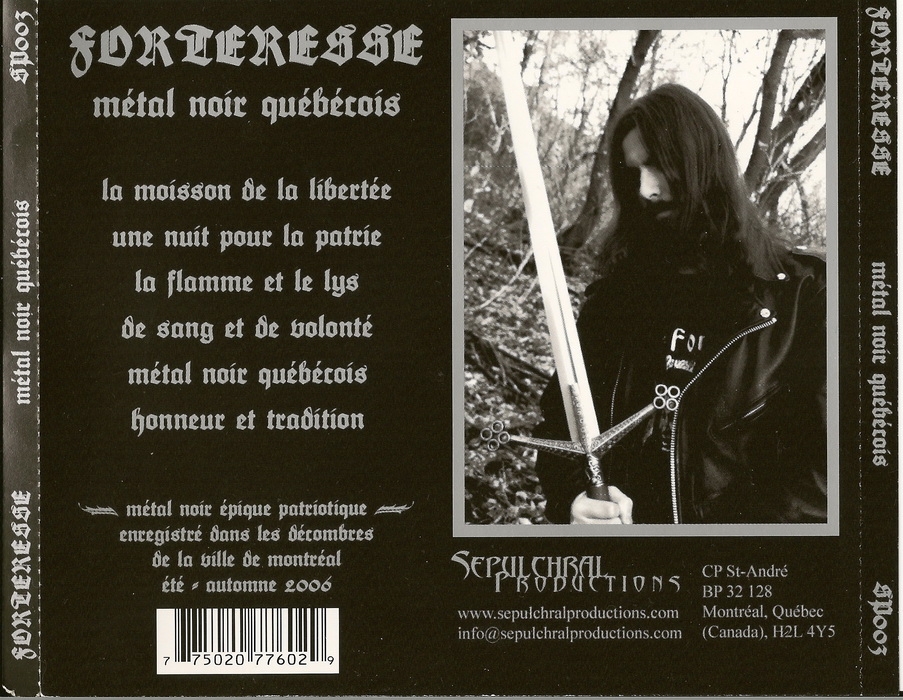 FORTERESSE
métal noir québécois
SP003
FORTERESSE
métal noir québécois
la moisson de la libertée
une nuit pour la patrie
la flamme et le lys
de sang et de volonté
métal noir québécois
honneur et tradition
métal noir épique patriotique
enregistré dans les décombres
de la ville de montréal
été - automne 2006
7 75020 77602 9
For
SEPULCHRAL
PRODUCTIONS
www.sepulchralproductions.com
info@sepulchralproductions.com
CP St-André
BP 32 128
Montréal, Québec
(Canada), H2L 4Y5
FORTERESSE
métal noir québécois
SP003